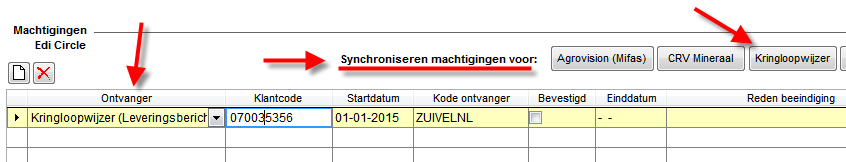 Machtigingen
Edi Circle
Synchroniseren machtigingen voor:
Agrovision (Mifas)
CRV Mineraal
Kringloopwijzer
Ontvanger
Klantcode
Startdatum
Kode ontvanger
Bevestigd
Einddatum
Reden beeindiging
Kringloopwijzer (Leveringsberich
070035356
01-01-2015
ZUIVELNL
- -